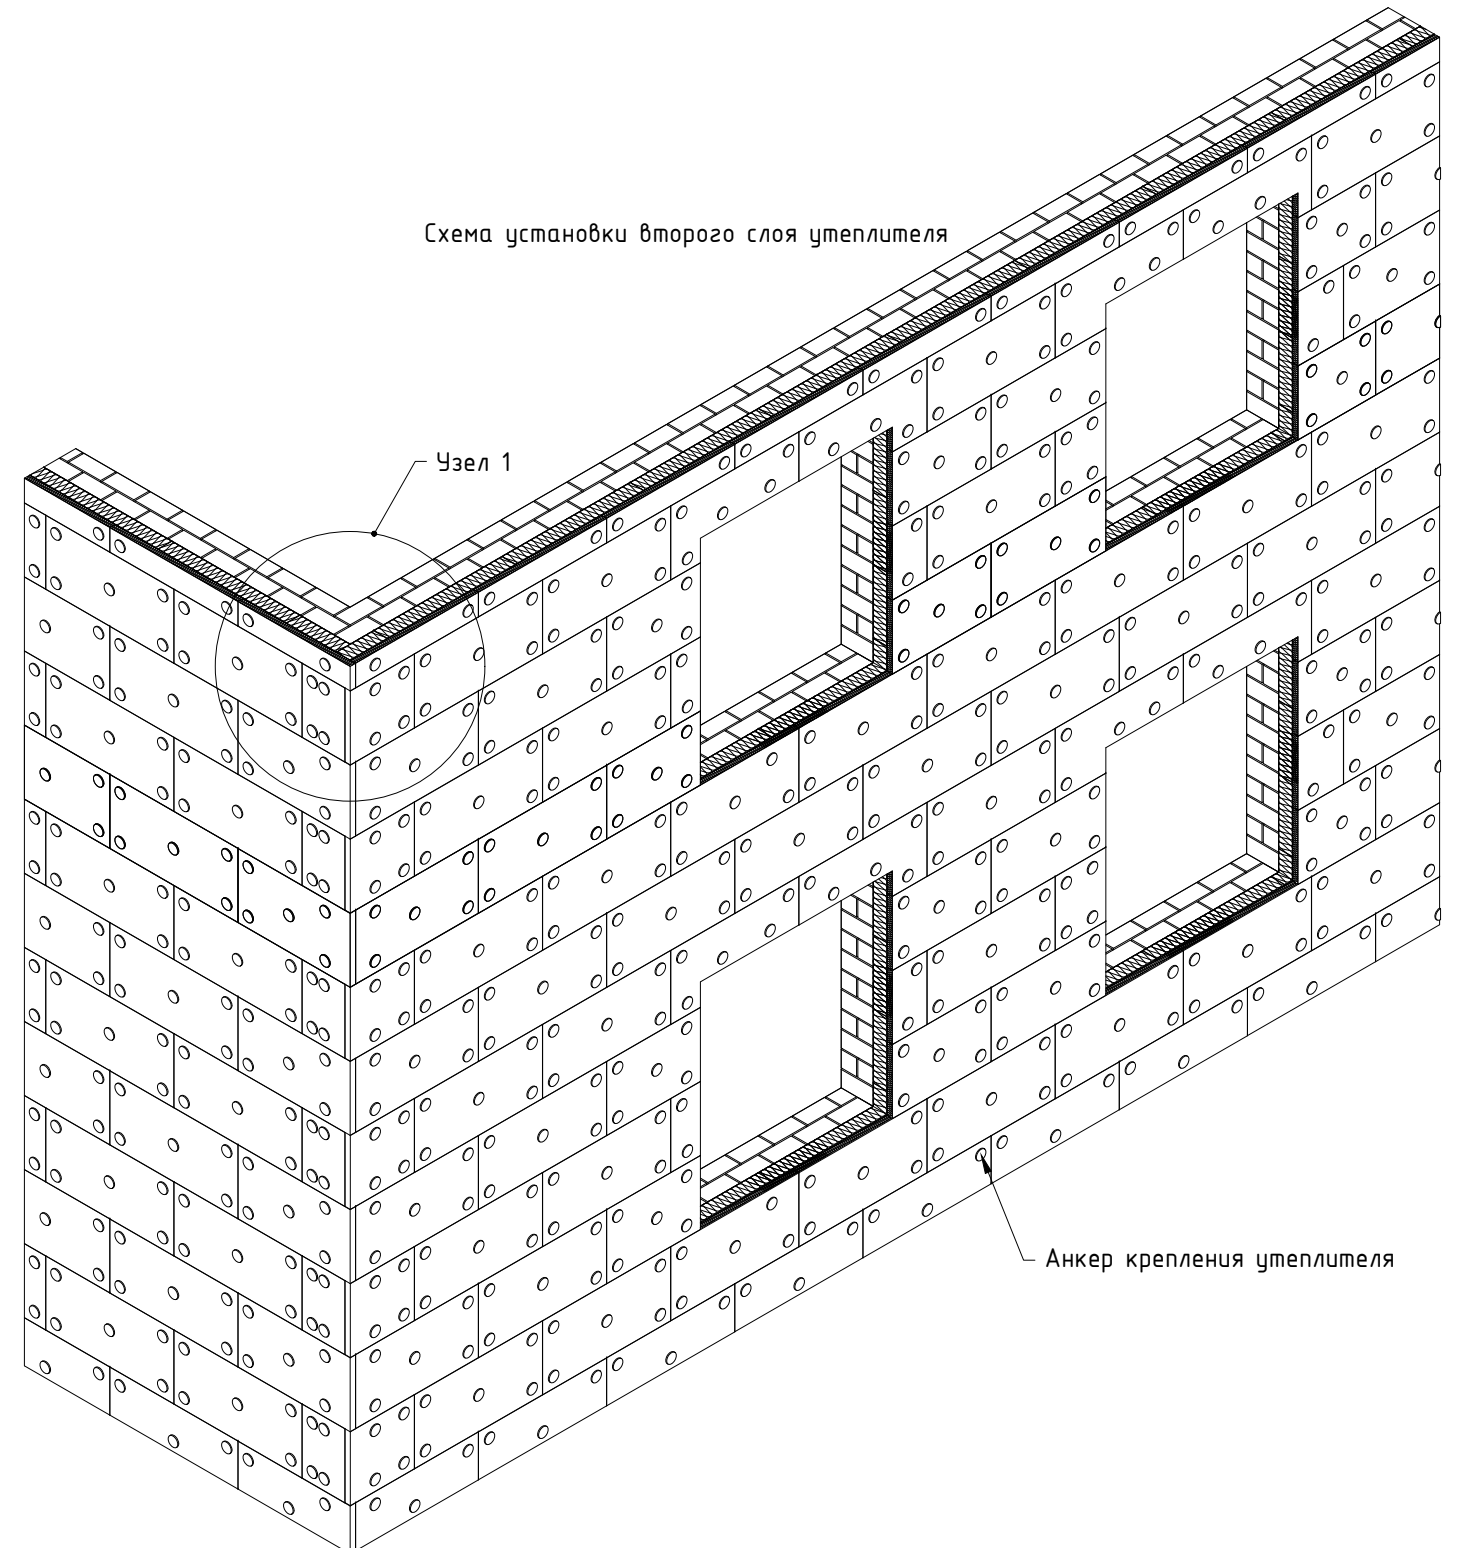 Схема установки второго слоя утеплителя
Узел 1
Анкер крепления утеплителя